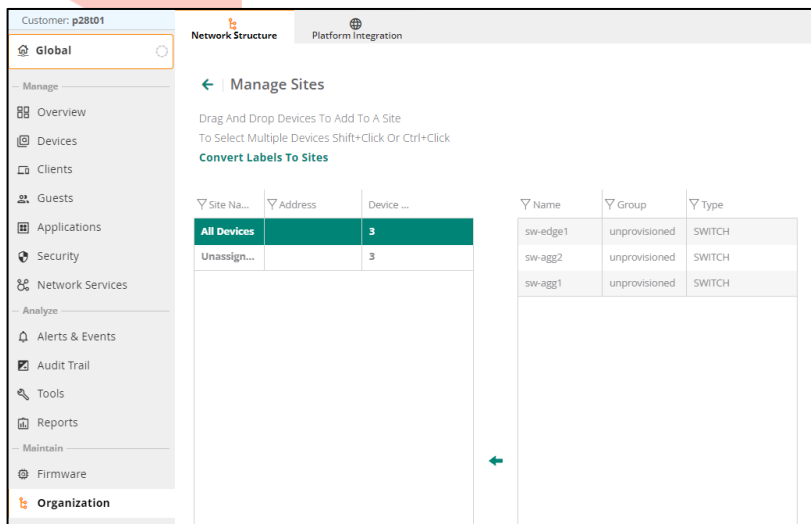 Customer: p28t01
Network Structure Platform Integration
Global
Manage
Overview
Devices
Clients
Guests
Applications
Security
Network Services
Analyze
Alerts & Events
Audit Trail
Tools
Reports
Maintain
Firmware
Organization
Manage Sites
Drag And Drop Devices To Add To A Site
To Select Multiple Devices Shift+Click Or Ctrl+Click
Convert Labels To Sites
Site Na... Address Device ...
All Devices 3
Unassign... 3
Name Group Type
sw-edge1 unprovisioned SWITCH
sw-agg2 unprovisioned SWITCH
sw-agg1 unprovisioned SWITCH